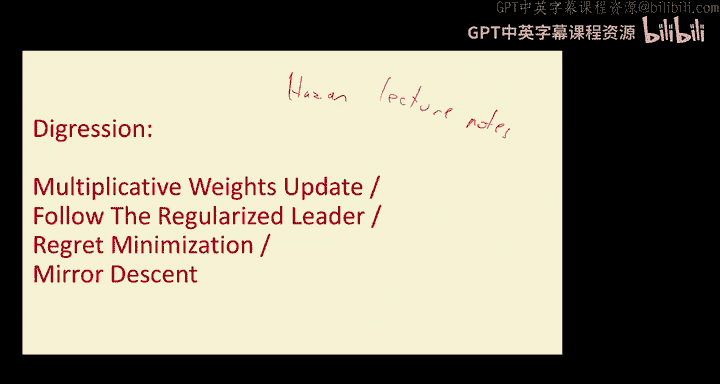 GPT中英字幕课程资源@bilibili.com
GPT中英字幕课程资源 bilibili
Hazan lecture notes
Digression:
Multiplicative Weights Update /
Follow The Regularized Leader /
Regret Minimization /
Mirror Descent